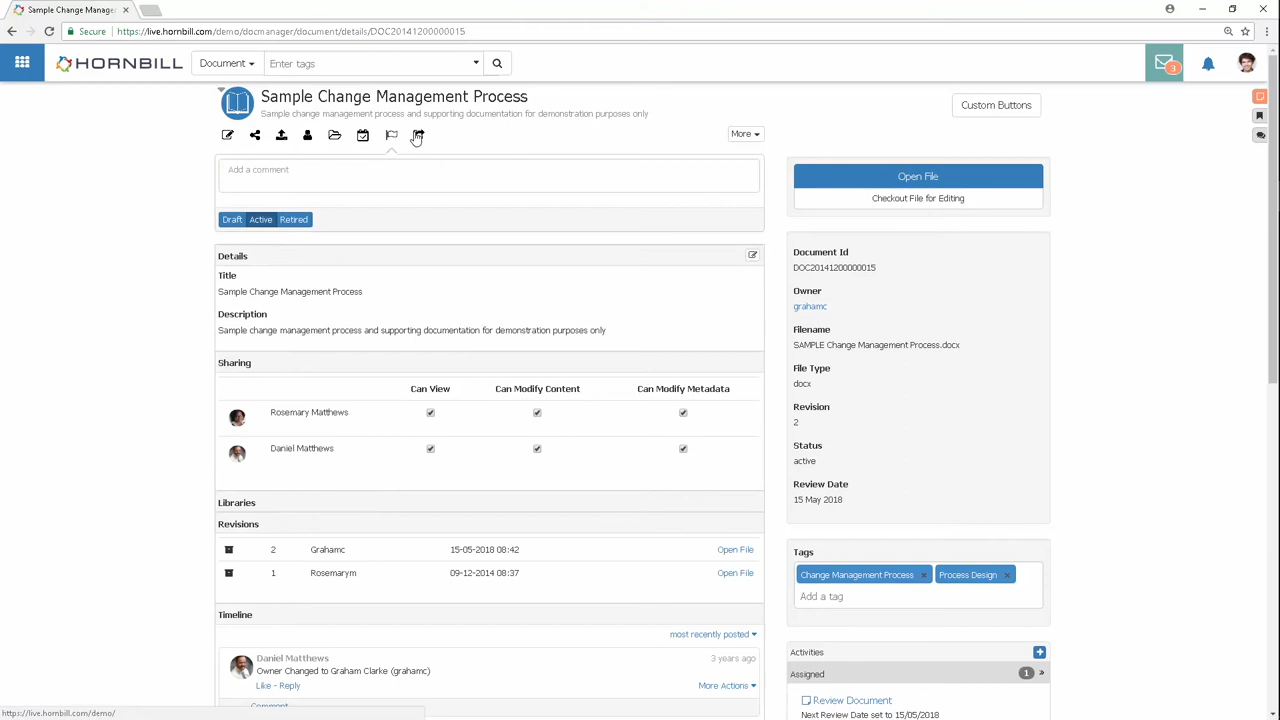 Sample Change Manageme
Secure
https://live.hornbill.com/demo/docmanager/document/details/DOC20141200000015
HORNBILL
Document
Enter tags
3
Sample Change Management Process
Sample change management process and supporting documentation for demonstration purposes only
Custom Buttons
More
Add a comment
Draft Active Retired
Open File
Checkout File for Editing
Details
Title
Sample Change Management Process
Description
Sample change management process and supporting documentation for demonstration purposes only
Sharing
Can View Can Modify Content Can Modify Metadata
Rosemary Matthews
Daniel Matthews
Libraries
Revisions
2 Grahamc 15-05-2018 08:42 Open File
1 Rosemarym 09-12-2014 08:37 Open File
Timeline
most recently posted
Daniel Matthews 3 years ago
Owner Changed to Graham Clarke (grahamc)
Like - Reply More Actions
Comment
Document Id
DOC20141200000015
Owner
grahamc
Filename
SAMPLE Change Management Process.docx
File Type
docx
Revision
2
Status
active
Review Date
15 May 2018
Tags
Change Management Process × Process Design ×
Add a tag
Activities
Assigned 1 »
Review Document
Next Review Date set to 15/05/2018
https://live.hornbill.com/demo/